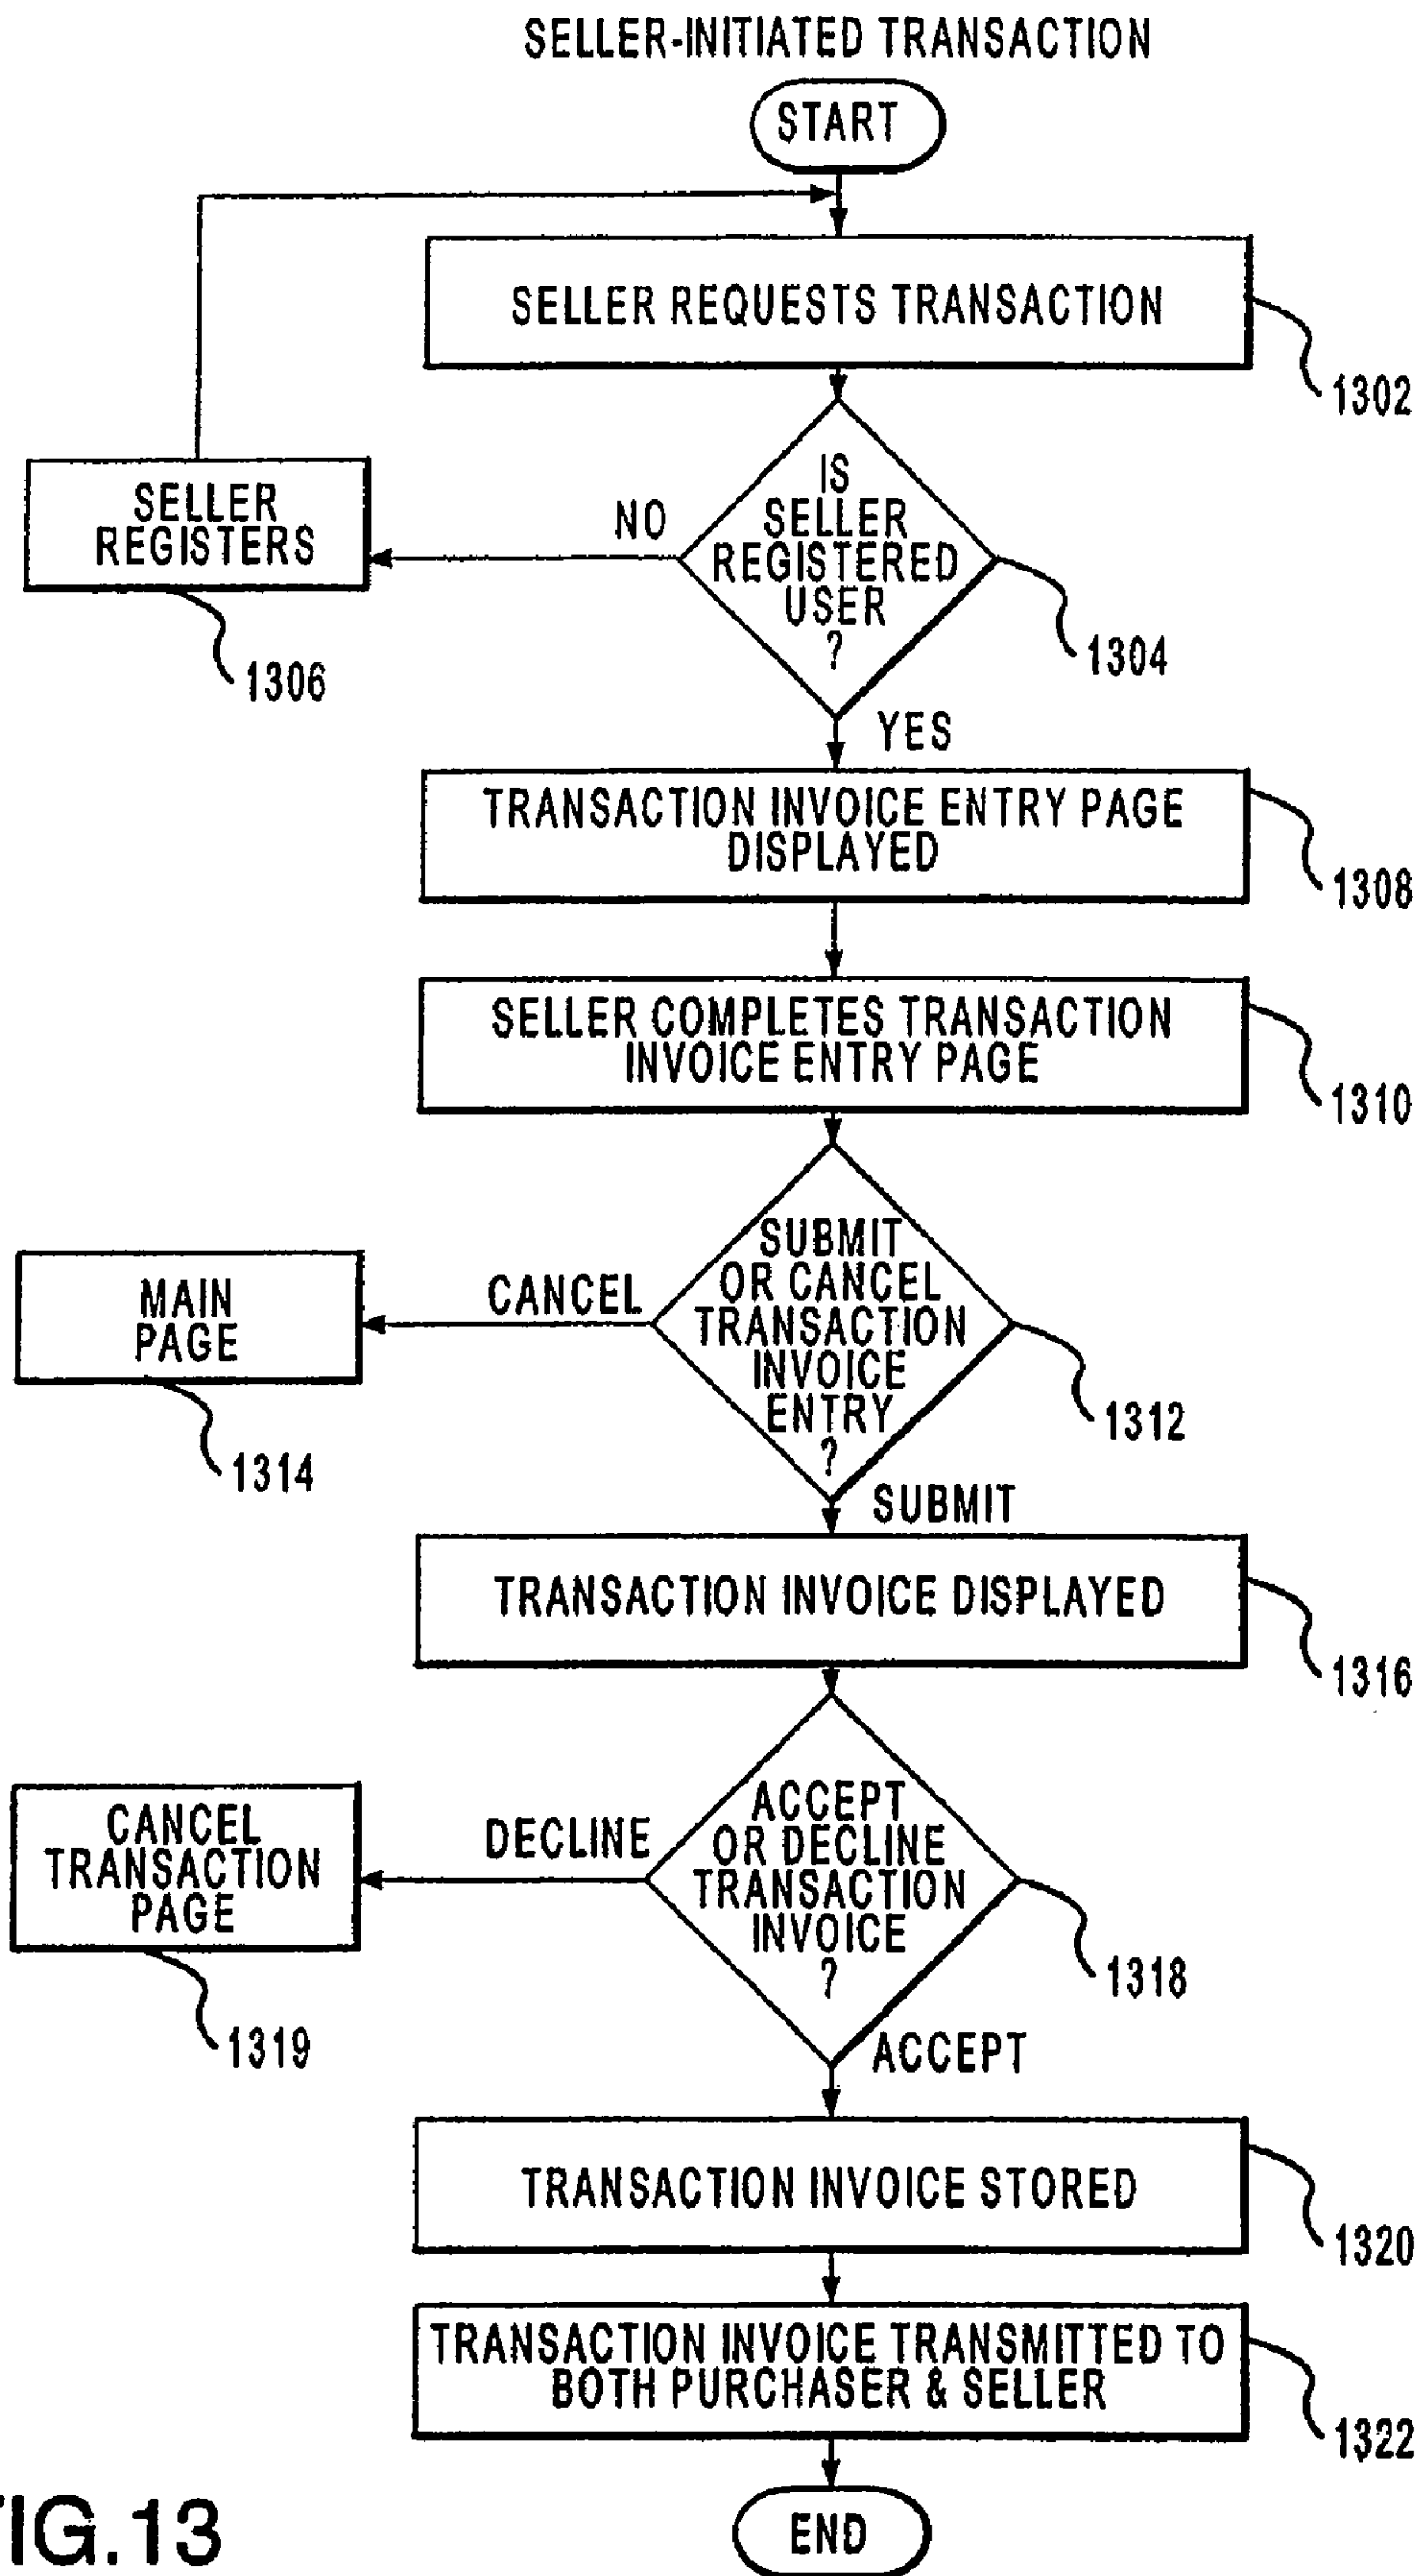 SELLER-INITIATED TRANSACTION
START
SELLER REQUESTS TRANSACTION
1302
IS
SELLER
REGISTERED
USER
?
1304
NO
SELLER
REGISTERS
1306
YES
TRANSACTION INVOICE ENTRY PAGE
DISPLAYED
1308
SELLER COMPLETES TRANSACTION
INVOICE ENTRY PAGE
1310
SUBMIT
OR CANCEL
TRANSACTION
INVOICE
ENTRY
?
1312
CANCEL
MAIN
PAGE
1314
SUBMIT
TRANSACTION INVOICE DISPLAYED
1316
ACCEPT
OR DECLINE
TRANSACTION
INVOICE
?
1318
DECLINE
CANCEL
TRANSACTION
PAGE
1319
ACCEPT
TRANSACTION INVOICE STORED
1320
TRANSACTION INVOICE TRANSMITTED TO
BOTH PURCHASER & SELLER
1322
END
FIG.13